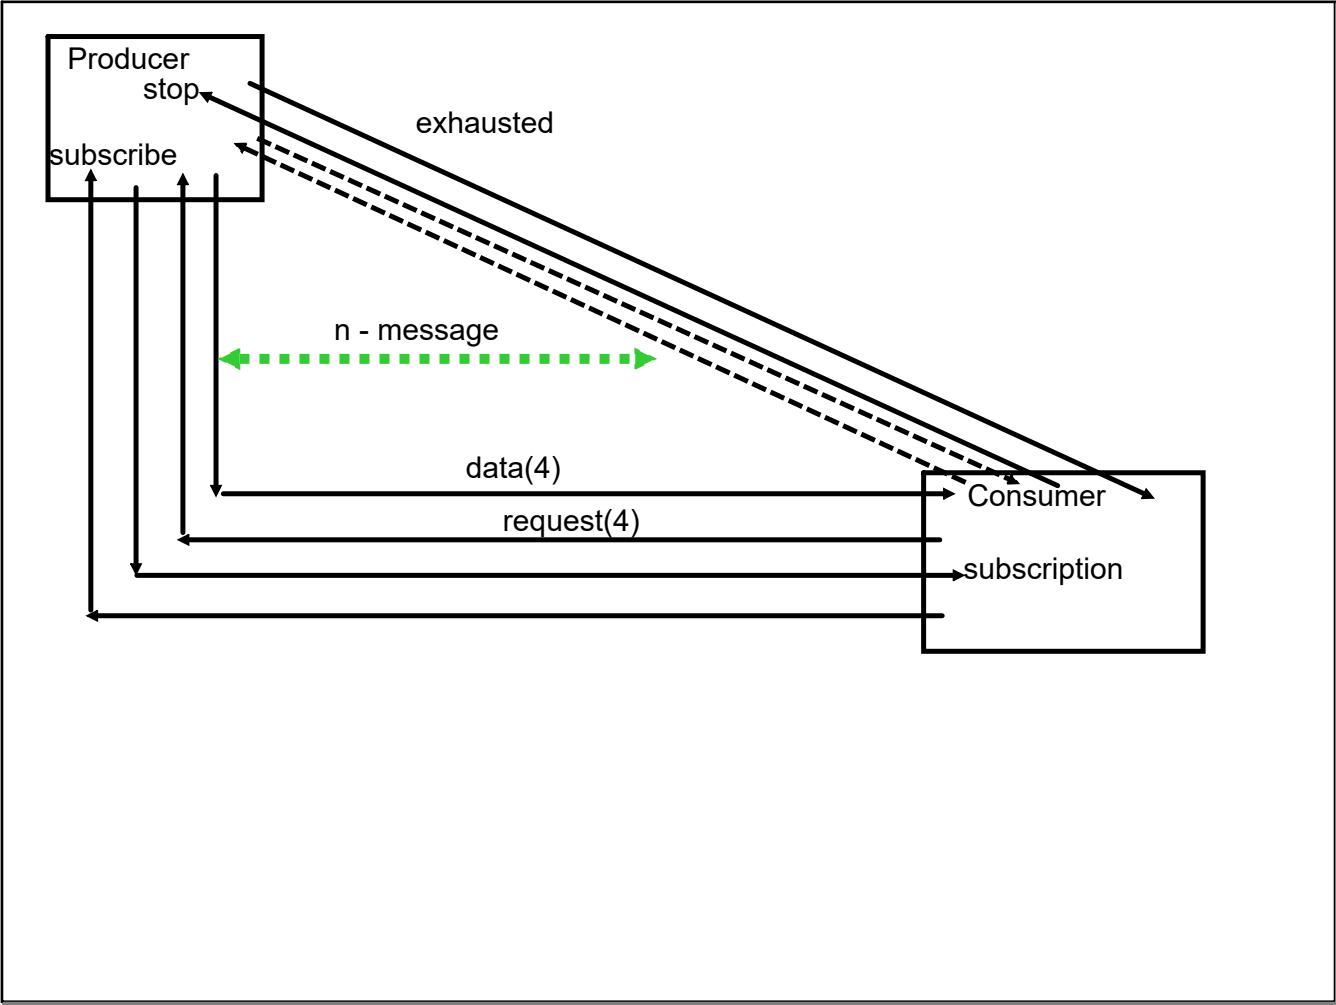 Producer
stop
exhausted
subscribe
n - message
data(4)
Consumer
request(4)
subscription